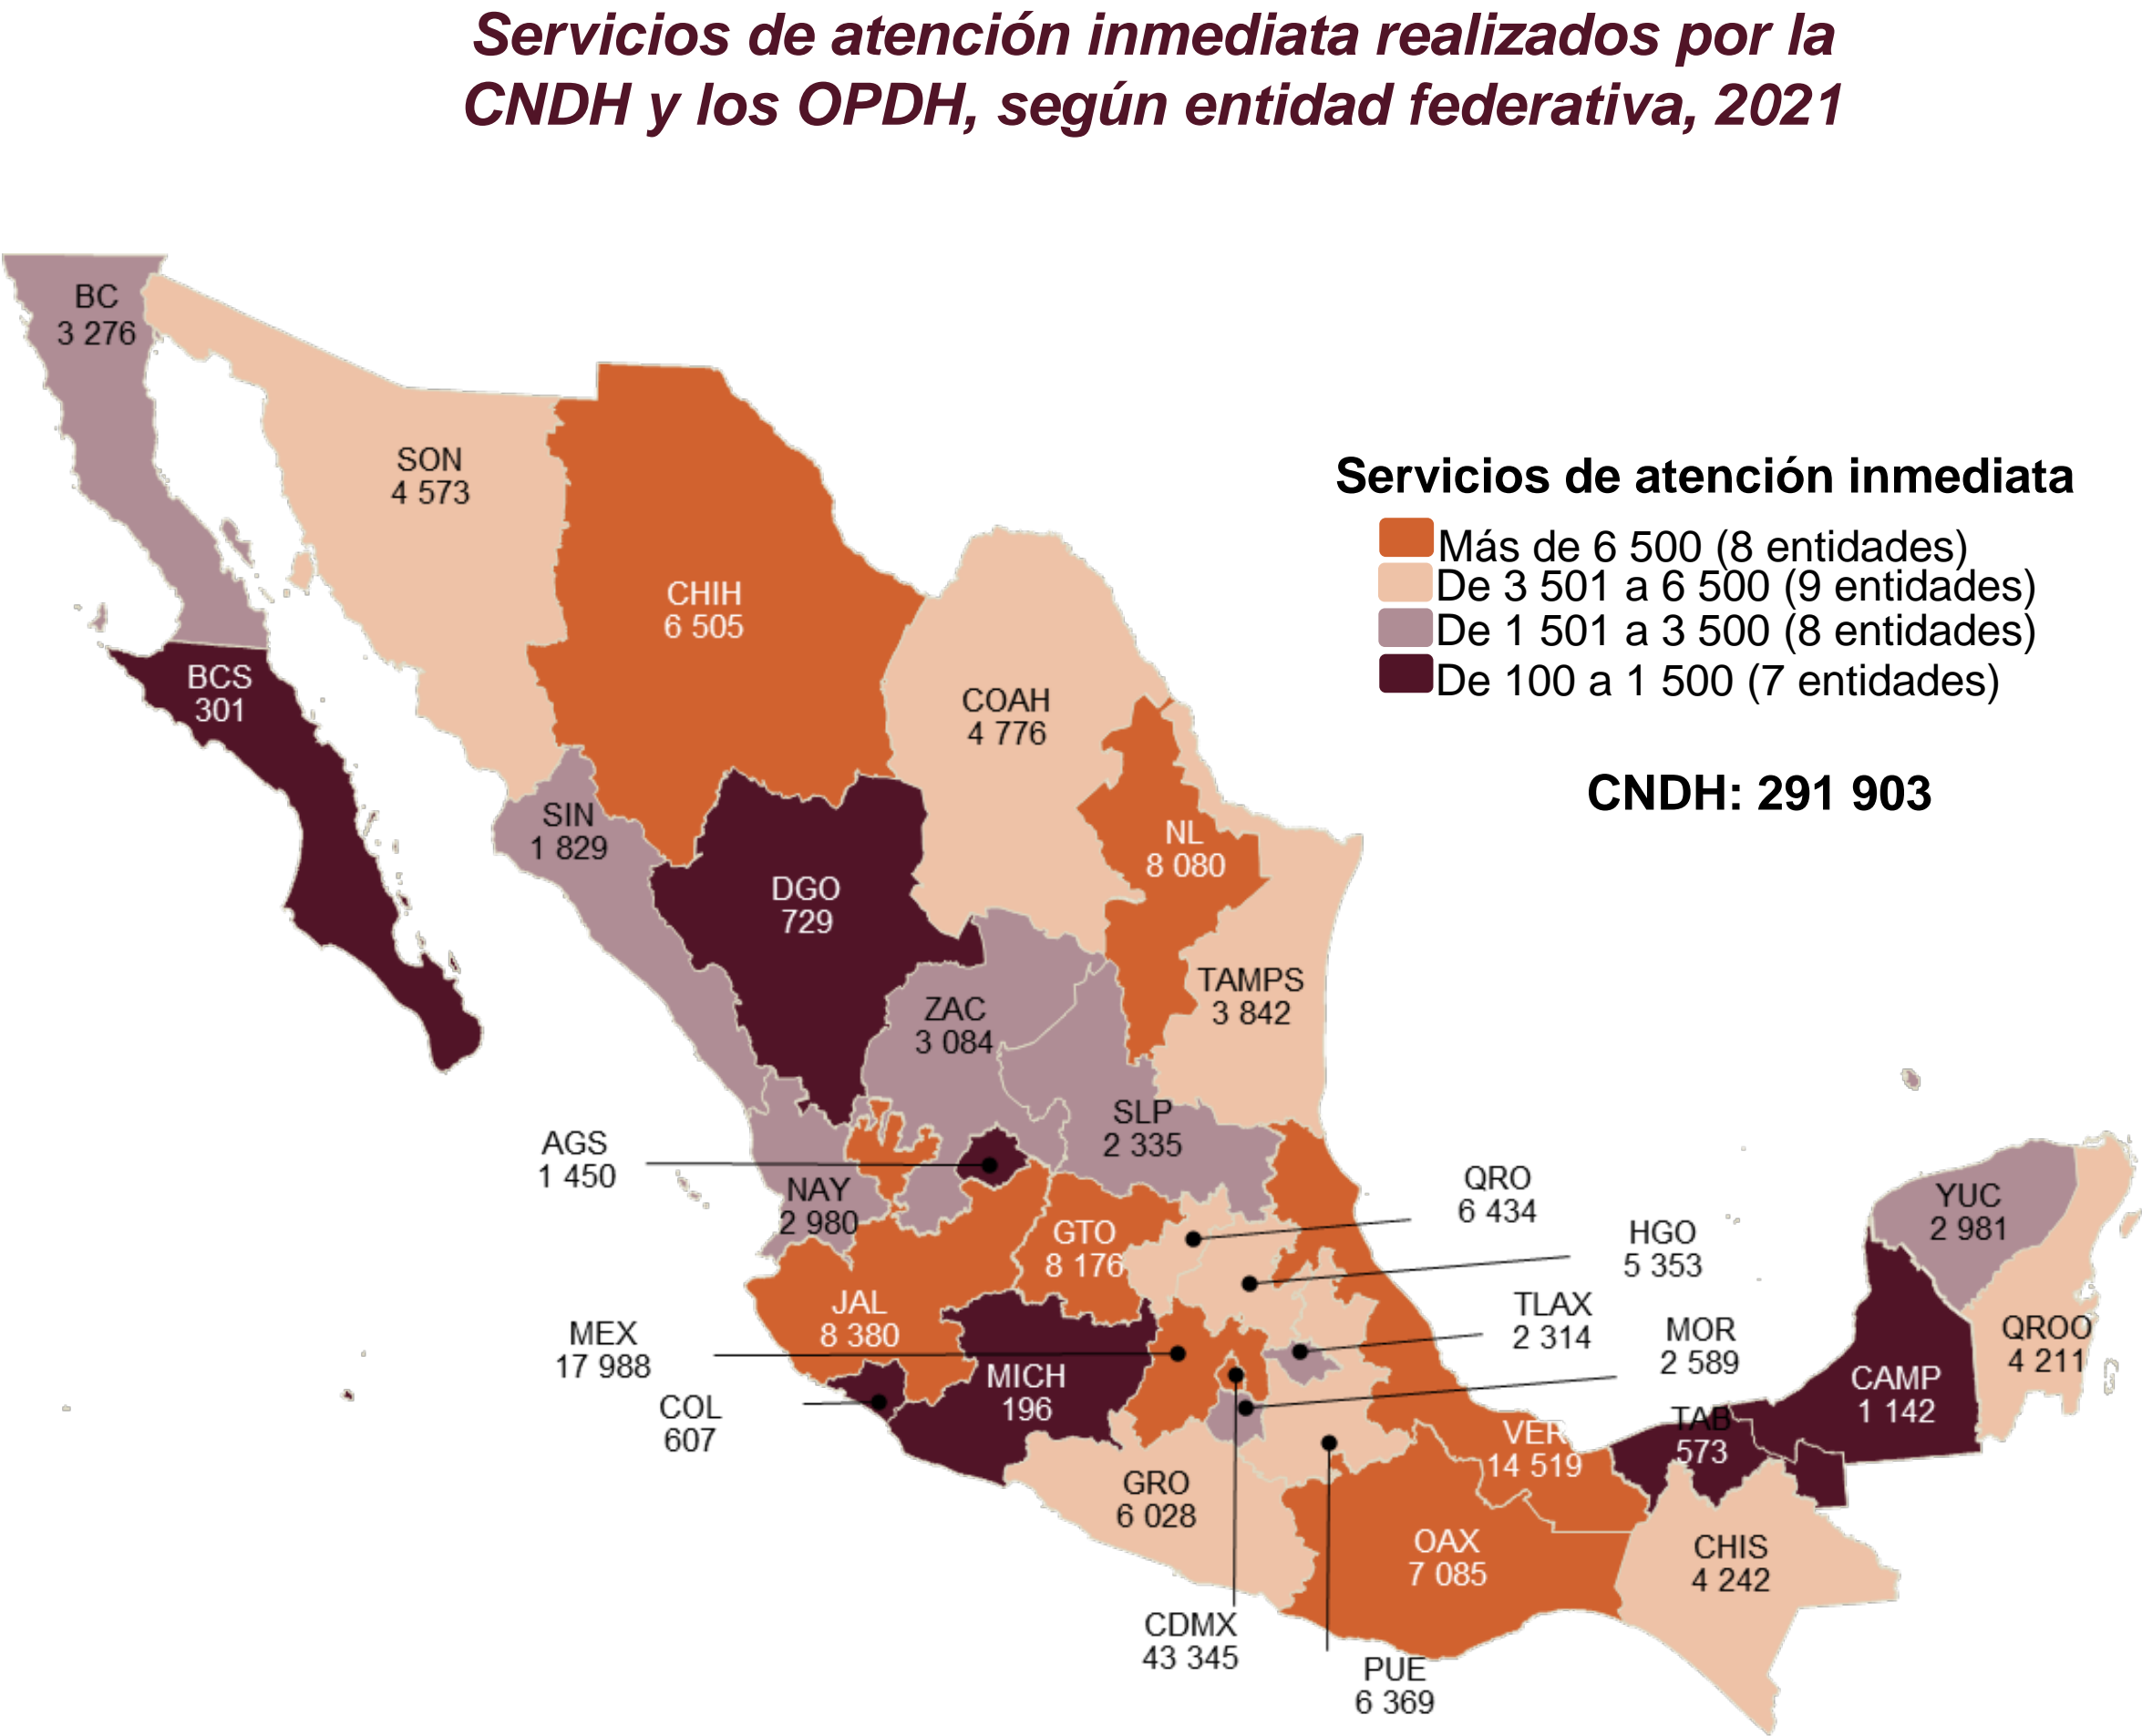 Servicios de atención inmediata realizados por la
CNDH y los OPDH, según entidad federativa, 2021
BC
3 276
SON
4 573
CHIH
6 505
Servicios de atención inmediata
Más de 6 500 (8 entidades)
De 3 501 a 6 500 (9 entidades)
De 1 501 a 3 500 (8 entidades)
De 100 a 1 500 (7 entidades)
CNDH: 291 903
BCS
301
COAH
4 776
SIN
1 829
NL
8 080
DGO
729
TAMPS
3 842
ZAC
3 084
SLP
2 335
AGS
1 450
NAY
2 980
QRO
6 434
YUC
2 981
GTO
8 176
HGO
5 353
JAL
8 380
TLAX
2 314
MEX
17 988
MOR
2 589
QROO
4 211
MICH
196
CAMP
1 142
COL
607
TAB
573
VER
14 519
GRO
6 028
OAX
7 085
CHIS
4 242
CDMX
43 345
PUE
6 369